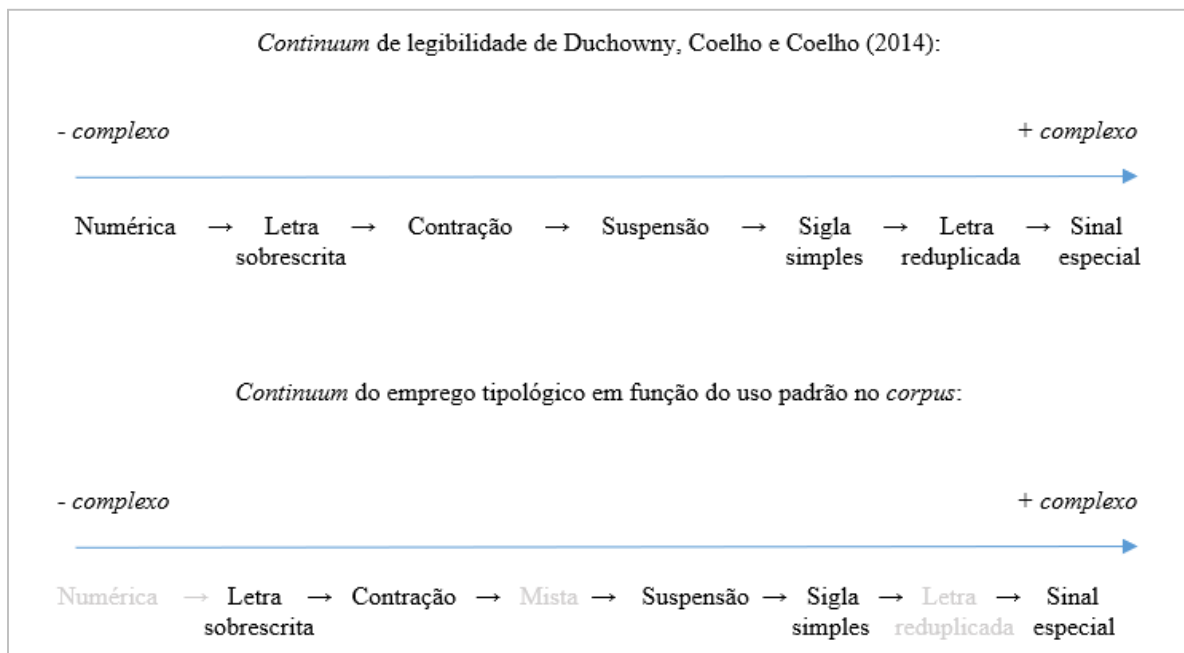 Continuum de legibilidade de Duchowny, Coelho e Coelho (2014):
- complexo + complexo
Numérica → Letra sobrescrita → Contração → Suspensão → Sigla simples → Letra reduplicada → Sinal especial
Continuum do emprego tipológico em função do uso padrão no corpus:
- complexo + complexo
Numérica → Letra sobrescrita → Contração → Mista → Suspensão → Sigla simples → Letra reduplicada → Sinal especial